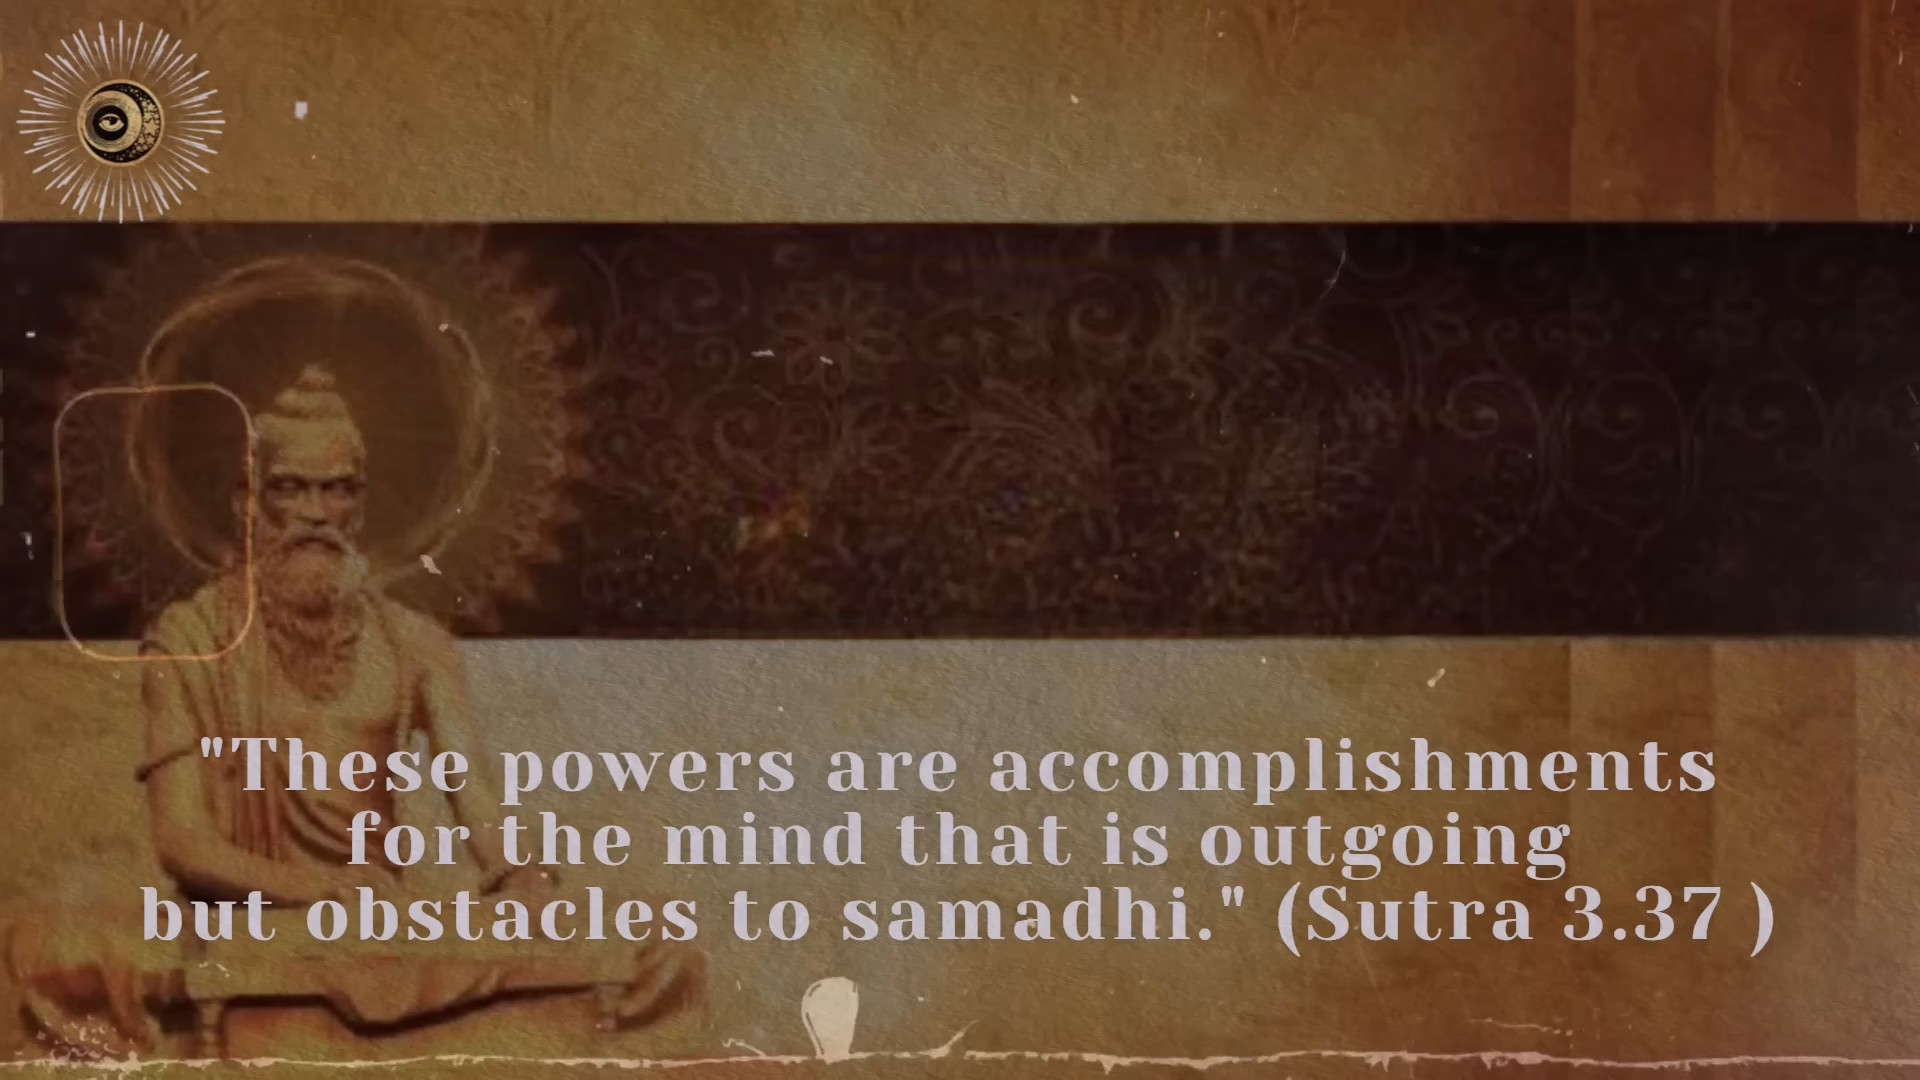 "These powers are accomplishments
for the mind that is outgoing
but obstacles to samadhi." (Sutra 3.37 )